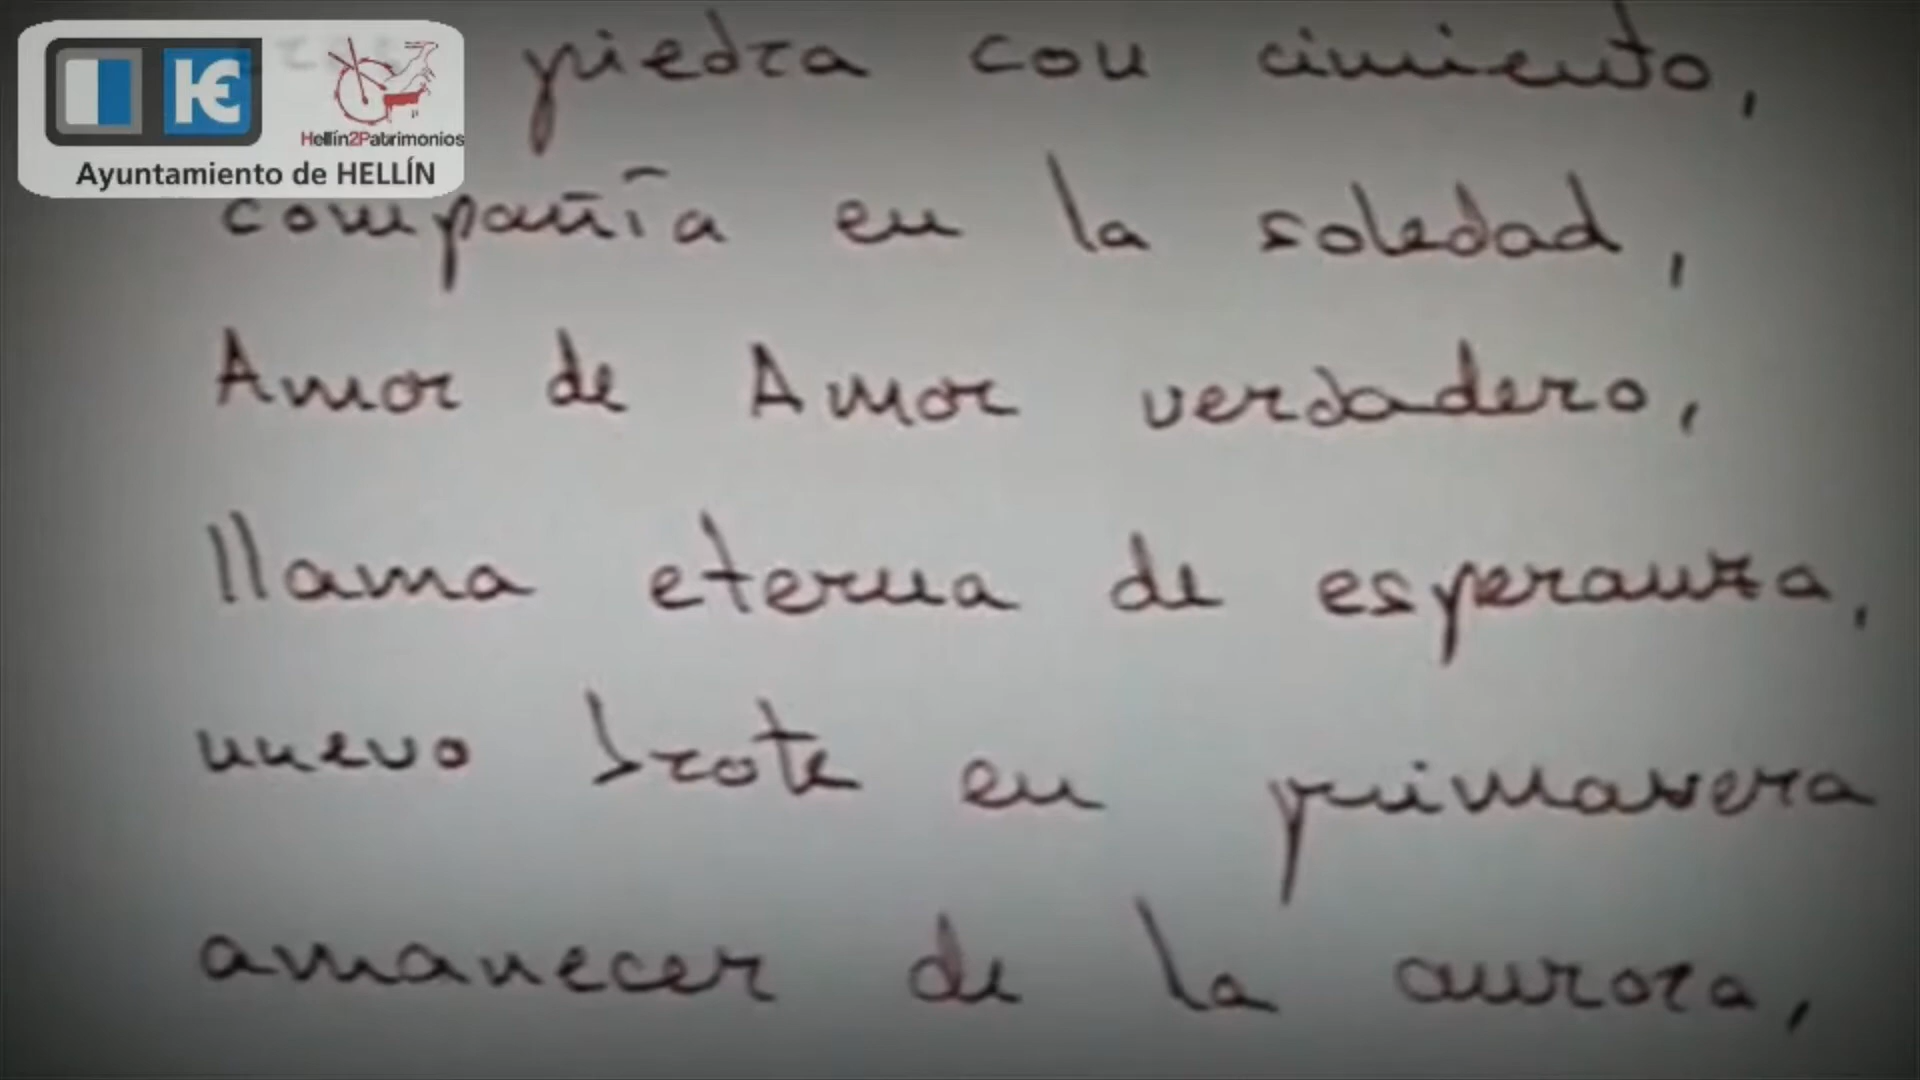 piedra con cimiento,
Hellín2Patrimonios
Ayuntamiento de HELLÍN
compañía en la soledad,
Amor de Amor verdadero,
llama eterna de esperanza,
nuevo brote en primavera
amanecer de la aurora,